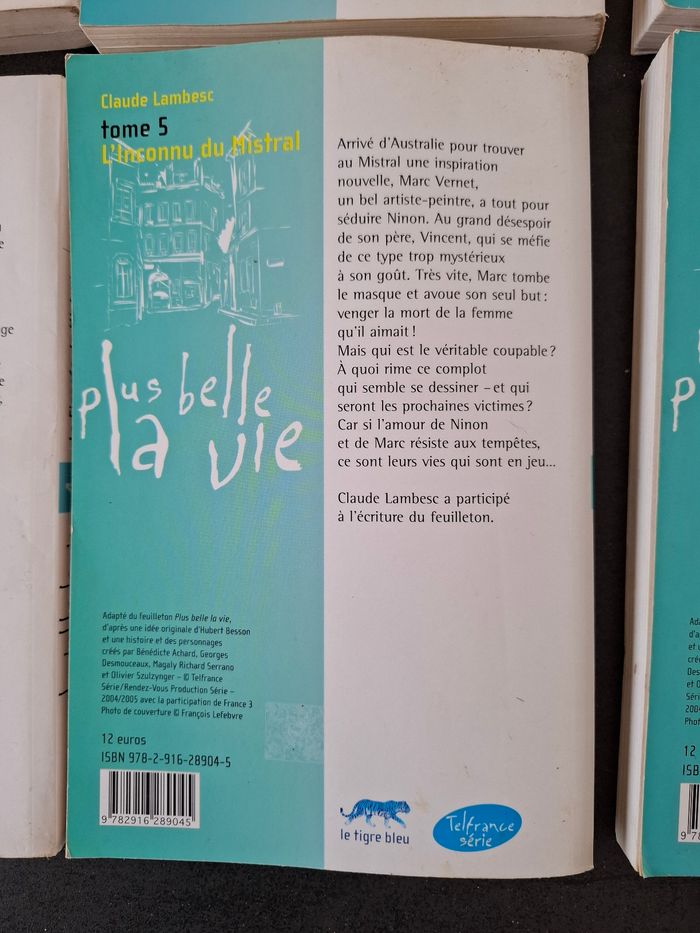 Claude Lambesc
tome 5
L'Inconnu du Mistral
plus belle
la vie
Adapté du feuilleton Plus belle la vie,
d'après une idée originale d'Hubert Besson
et une histoire et des personnages
créés par Bénédicte Achard, Georges
Desmouceaux, Magaly Richard Serrano
et Olivier Szulzynger – © Telfrance
Série/Rendez-Vous Production Série –
2004/2005 avec la participation de France 3
Photo de couverture © François Lefebvre
12 euros
ISBN 978-2-916-28904-5
9 782916 289045
Arrivé d'Australie pour trouver
au Mistral une inspiration
nouvelle, Marc Vernet,
un bel artiste-peintre, a tout pour
séduire Ninon. Au grand désespoir
de son père, Vincent, qui se méfie
de ce type trop mystérieux
à son goût. Très vite, Marc tombe
le masque et avoue son seul but :
venger la mort de la femme
qu'il aimait !
Mais qui est le véritable coupable ?
À quoi rime ce complot
qui semble se dessiner – et qui
seront les prochaines victimes ?
Car si l'amour de Ninon
et de Marc résiste aux tempêtes,
ce sont leurs vies qui sont en jeu...
Claude Lambesc a participé
à l'écriture du feuilleton.
le tigre bleu
Telfrance
série
12